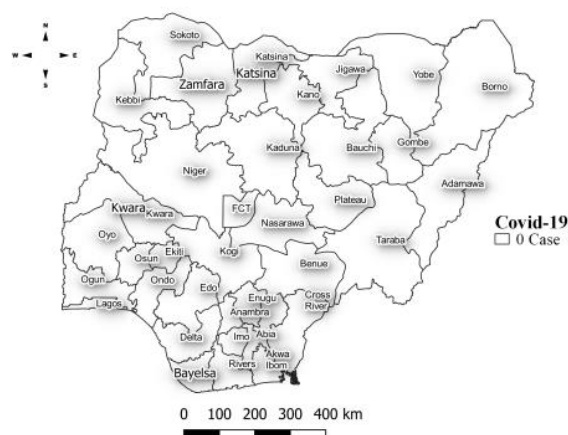 N
W E
S
Sokoto
Katsina
Katsina
Zamfara
Jigawa
Yobe
Borno
Kebbi
Kano
Kaduna
Bauchi
Gombe
Niger
Adamawa
Plateau
FCT
Kwara
Kwara
Nasarawa
Oyo
Taraba
Covid-19
0 Case
Osun
Ekiti
Kogi
Benue
Ogun
Ondo
Edo
Lagos
Enugu
Cross
River
Anambra
Delta
Imo
Abia
Akwa
Ibom
Bayelsa
Rivers
0 100 200 300 400 km